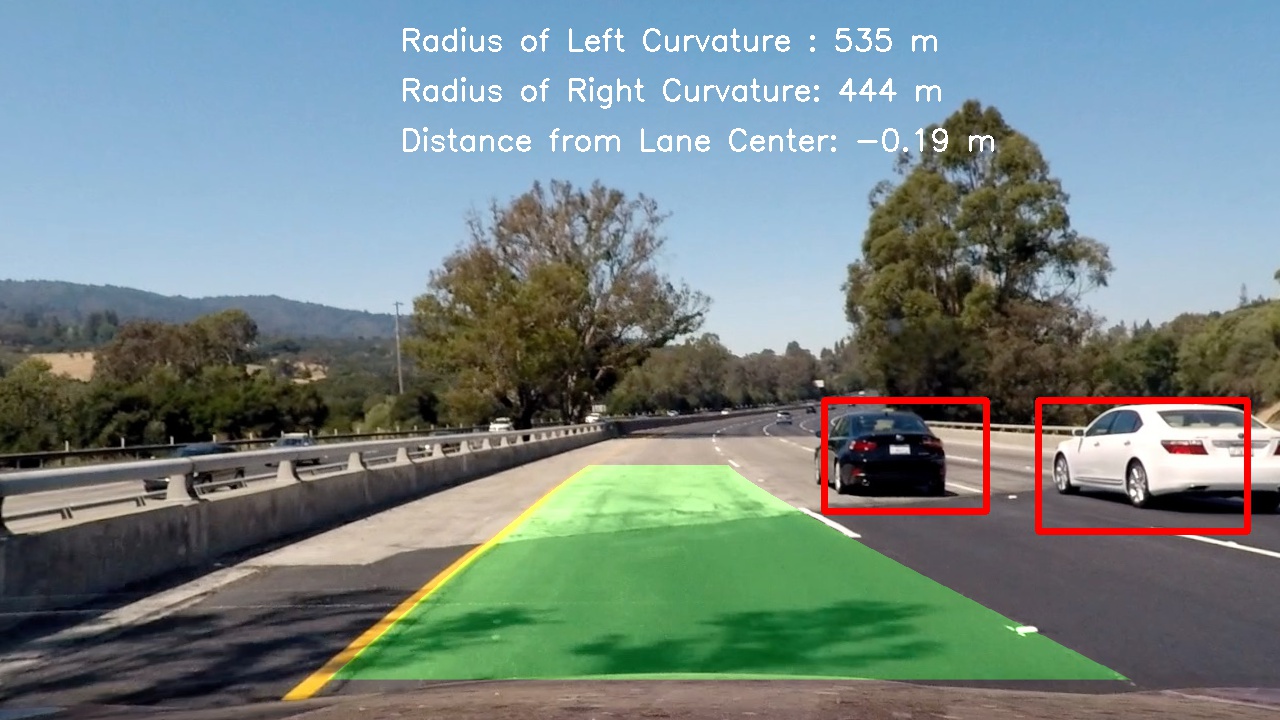 Radius of Left Curvature : 535 m
Radius of Right Curvature: 444 m
Distance from Lane Center: −0.19 m